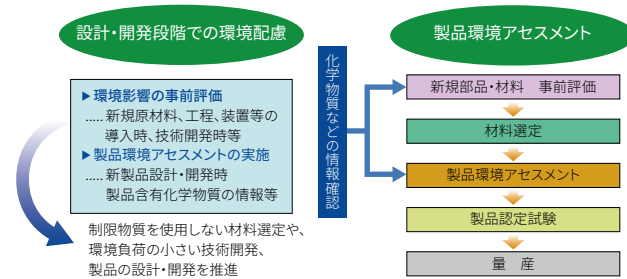 設計・開発段階での環境配慮
▶環境影響の事前評価
.....新規原材料、工程、装置等の
導入時、技術開発時等
▶製品環境アセスメントの実施
.....新製品設計・開発時
製品含有化学物質の情報等
制限物質を使用しない材料選定や、
環境負荷の小さい技術開発、
製品の設計・開発を推進
化学物質などの情報確認
製品環境アセスメント
新規部品・材料　事前評価
材料選定
製品環境アセスメント
製品認定試験
量　産